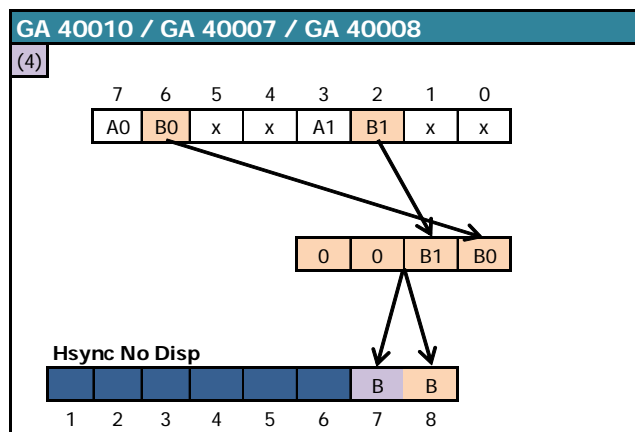 GA 40010 / GA 40007 / GA 40008
(4)
7 6 5 4 3 2 1 0
A0 B0 x x A1 B1 x x
0 0 B1 B0
Hsync No Disp
B B
1 2 3 4 5 6 7 8